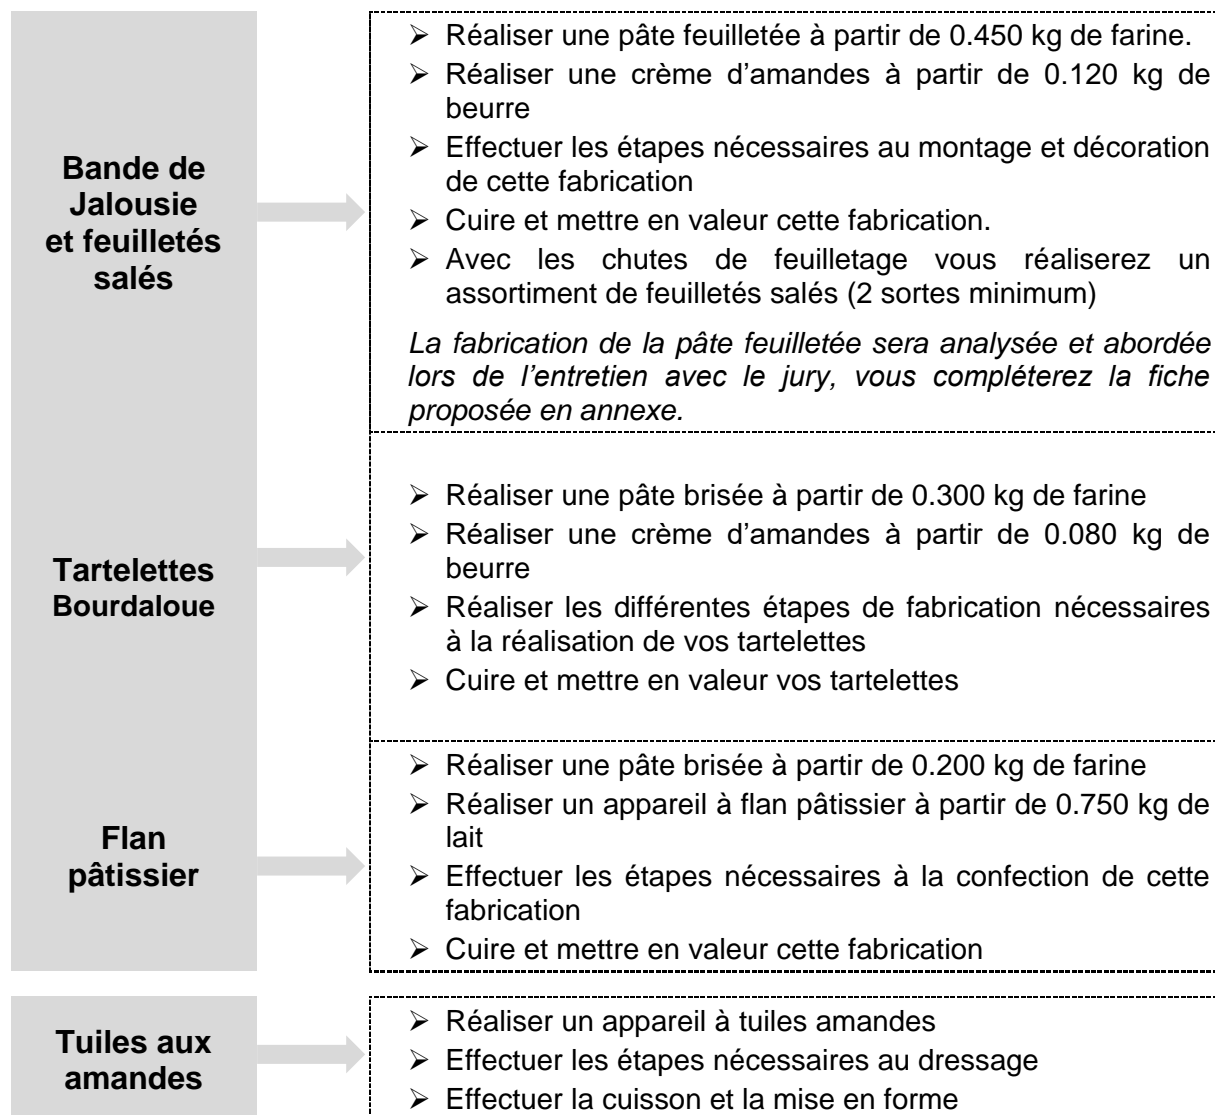 Bande de
Jalousie
et feuilletés
salés
➢ Réaliser une pâte feuilletée à partir de 0.450 kg de farine.
➢ Réaliser une crème d’amandes à partir de 0.120 kg de
beurre
➢ Effectuer les étapes nécessaires au montage et décoration
de cette fabrication
➢ Cuire et mettre en valeur cette fabrication.
➢ Avec les chutes de feuilletage vous réaliserez un
assortiment de feuilletés salés (2 sortes minimum)
La fabrication de la pâte feuilletée sera analysée et abordée
lors de l’entretien avec le jury, vous compléterez la fiche
proposée en annexe.
Tartelettes
Bourdaloue
➢ Réaliser une pâte brisée à partir de 0.300 kg de farine
➢ Réaliser une crème d’amandes à partir de 0.080 kg de
beurre
➢ Réaliser les différentes étapes de fabrication nécessaires
à la réalisation de vos tartelettes
➢ Cuire et mettre en valeur vos tartelettes
Flan
pâtissier
➢ Réaliser une pâte brisée à partir de 0.200 kg de farine
➢ Réaliser un appareil à flan pâtissier à partir de 0.750 kg de
lait
➢ Effectuer les étapes nécessaires à la confection de cette
fabrication
➢ Cuire et mettre en valeur cette fabrication
Tuiles aux
amandes
➢ Réaliser un appareil à tuiles amandes
➢ Effectuer les étapes nécessaires au dressage
➢ Effectuer la cuisson et la mise en forme